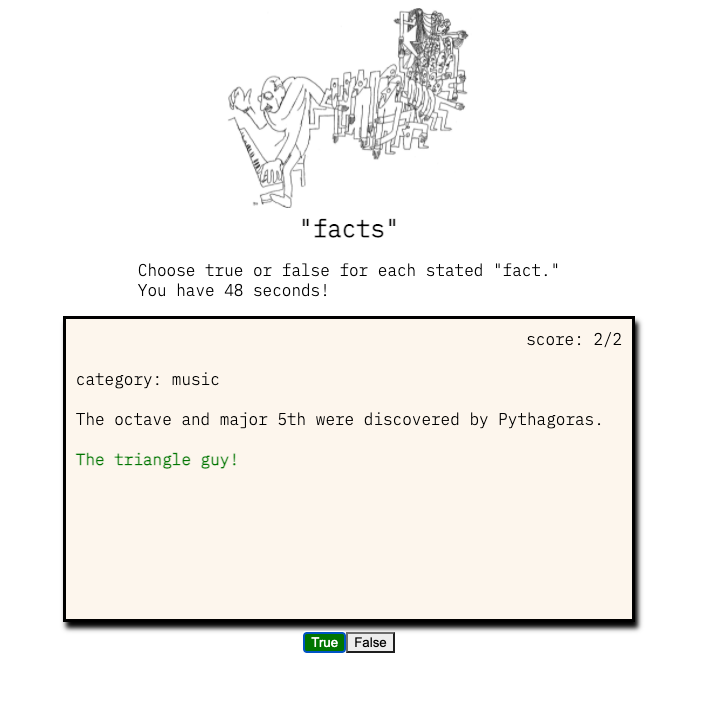 "facts"
Choose true or false for each stated "fact."
You have 48 seconds!
score: 2/2
category: music
The octave and major 5th were discovered by Pythagoras.
The triangle guy!
True False